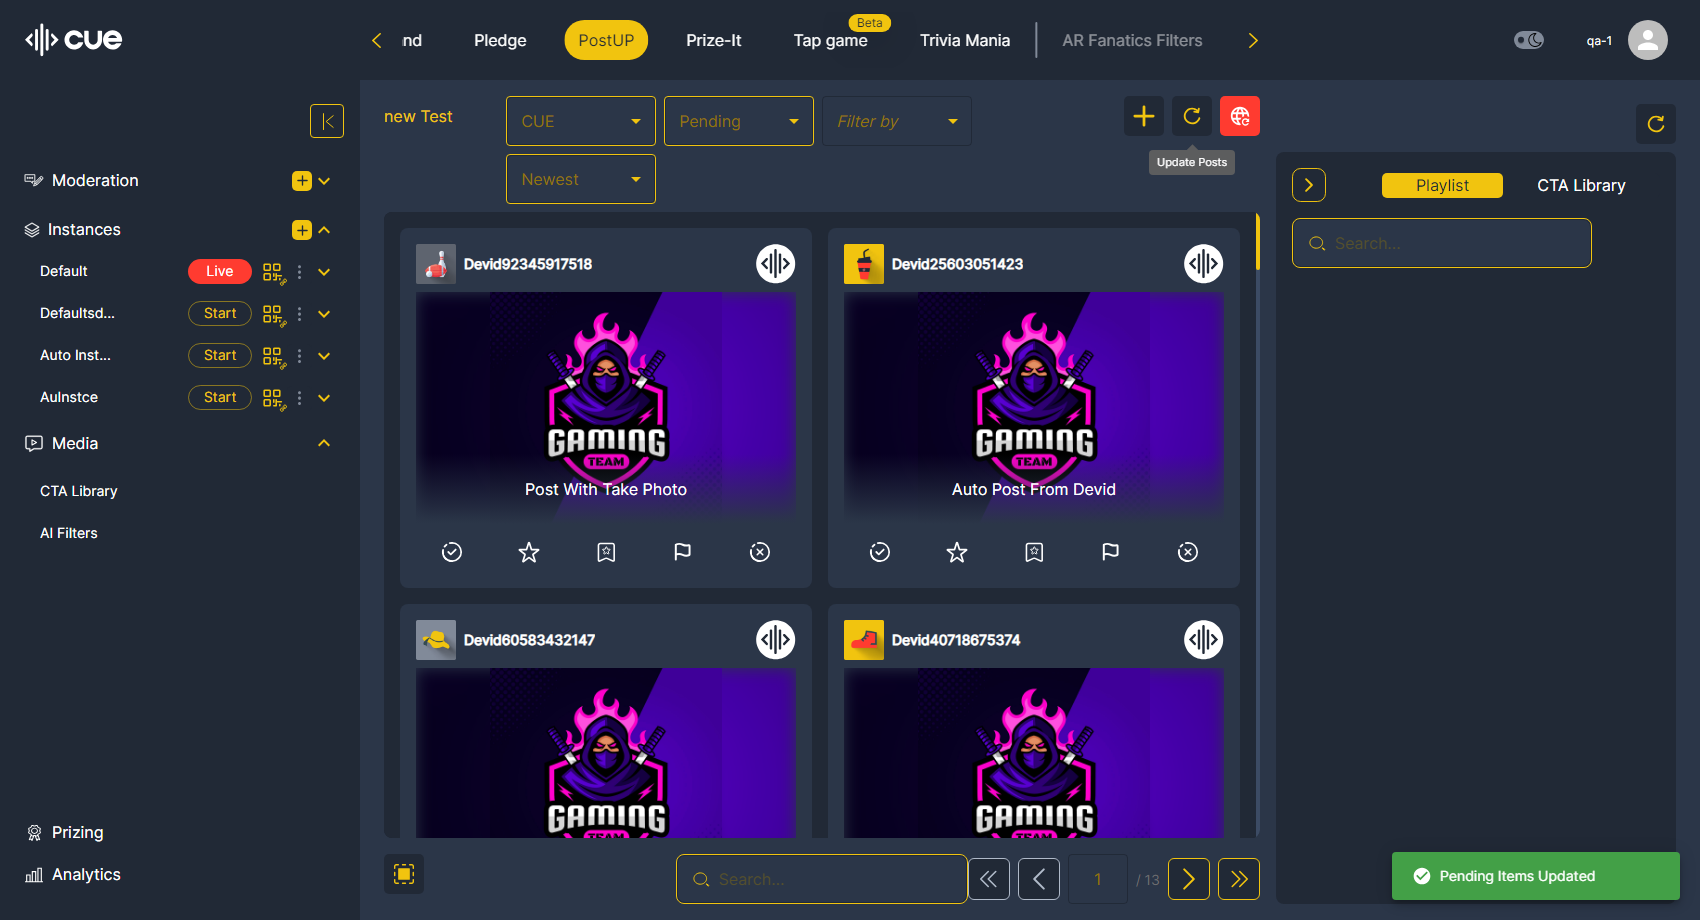 cue
nd
Pledge
PostUP
Prize-It
Beta
Tap game
Trivia Mania
AR Fanatics Filters
qa-1
new Test
CUE
Pending
Filter by
Newest
Update Posts
Moderation
Instances
Default
Live
Defaultsd...
Start
Auto Inst...
Start
AuInstce
Start
Media
CTA Library
AI Filters
Prizing
Analytics
Devid92345917518
GAMING
TEAM
Post With Take Photo
Devid25603051423
GAMING
TEAM
Auto Post From Devid
Devid60583432147
GAMING
TEAM
Devid40718675374
GAMING
TEAM
Search...
1
/ 13
Playlist
CTA Library
Search...
Pending Items Updated